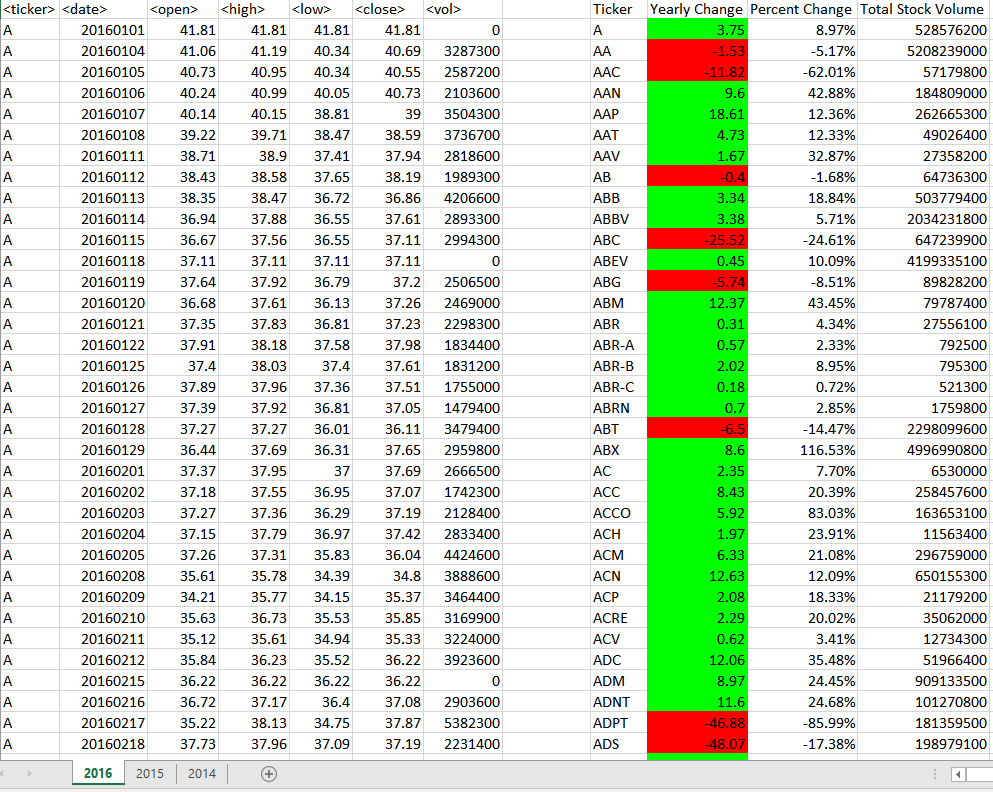 <ticker> <date> <open> <high> <low> <close> <vol> Ticker Yearly Change Percent Change Total Stock Volume
A 20160101 41.81 41.81 41.81 41.81 0 A 3.75 8.97% 528576200
A 20160104 41.06 41.19 40.34 40.69 3287300 AA -1.53 -5.17% 5208239000
A 20160105 40.73 40.95 40.34 40.55 2587200 AAC -11.82 -62.01% 57179800
A 20160106 40.24 40.99 40.05 40.73 2103600 AAN 9.6 42.88% 184809000
A 20160107 40.14 40.15 38.81 39 3504300 AAP 18.61 12.36% 262665300
A 20160108 39.22 39.71 38.47 38.59 3736700 AAT 4.73 12.33% 49026400
A 20160111 38.71 38.9 37.41 37.94 2818600 AAV 1.67 32.87% 27358200
A 20160112 38.43 38.58 37.65 38.19 1989300 AB -0.4 -1.68% 64736300
A 20160113 38.35 38.47 36.72 36.86 4206600 ABB 3.34 18.84% 503779400
A 20160114 36.94 37.88 36.55 37.61 2893300 ABBV 3.38 5.71% 2034231800
A 20160115 36.67 37.56 36.55 37.11 2994300 ABC -25.52 -24.61% 647239900
A 20160118 37.11 37.11 37.11 37.11 0 ABEV 0.45 10.09% 4199335100
A 20160119 37.64 37.92 36.79 37.2 2506500 ABG -5.74 -8.51% 89828200
A 20160120 36.68 37.61 36.13 37.26 2469000 ABM 12.37 43.45% 79787400
A 20160121 37.35 37.83 36.81 37.23 2298300 ABR 0.31 4.34% 27556100
A 20160122 37.91 38.18 37.58 37.98 1834400 ABR-A 0.57 2.33% 792500
A 20160125 37.4 38.03 37.4 37.61 1831200 ABR-B 2.02 8.95% 795300
A 20160126 37.89 37.96 37.36 37.51 1755000 ABR-C 0.18 0.72% 521300
A 20160127 37.39 37.92 36.81 37.05 1479400 ABRN 0.7 2.85% 1759800
A 20160128 37.27 37.27 36.01 36.11 3479400 ABT -6.5 -14.47% 2298099600
A 20160129 36.44 37.69 36.31 37.65 2959800 ABX 8.6 116.53% 4996990800
A 20160201 37.37 37.95 37 37.69 2666500 AC 2.35 7.70% 6530000
A 20160202 37.18 37.55 36.95 37.07 1742300 ACC 8.43 20.39% 258457600
A 20160203 37.27 37.36 36.29 37.19 2128400 ACCO 5.92 83.03% 163653100
A 20160204 37.15 37.79 36.97 37.42 2833400 ACH 1.97 23.91% 11563400
A 20160205 37.26 37.31 35.83 36.04 4424600 ACM 6.33 21.08% 296759000
A 20160208 35.61 35.78 34.39 34.8 3888600 ACN 12.63 12.09% 650155300
A 20160209 34.21 35.77 34.15 35.37 3464400 ACP 2.08 18.33% 21179200
A 20160210 35.63 36.73 35.53 35.85 3169900 ACRE 2.29 20.02% 35062000
A 20160211 35.12 35.61 34.94 35.33 3224000 ACV 0.62 3.41% 12734300
A 20160212 35.84 36.23 35.52 36.22 3923600 ADC 12.06 35.48% 51966400
A 20160215 36.22 36.22 36.22 36.22 0 ADM 8.97 24.45% 909133500
A 20160216 36.72 37.17 36.4 37.08 2903600 ADNT 11.6 24.68% 101270800
A 20160217 35.22 38.13 34.75 37.87 5382300 ADPT -46.88 -85.99% 181359500
A 20160218 37.73 37.96 37.09 37.19 2231400 ADS -48.07 -17.38% 198979100
2016 2015 2014